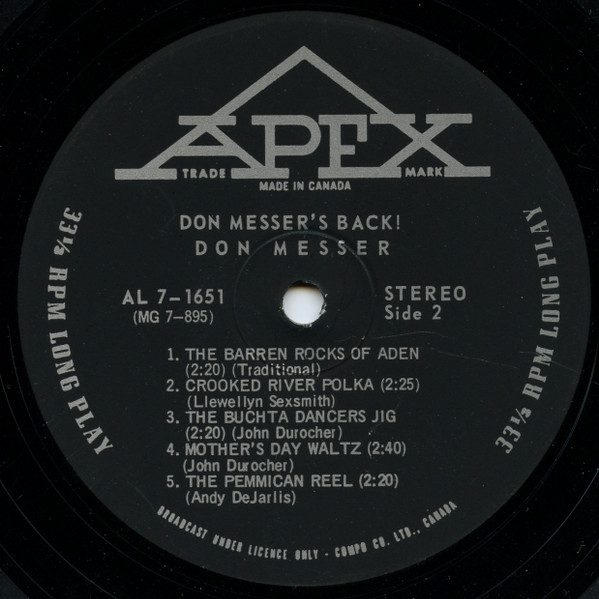 APEX
TRADE MARK
MADE IN CANADA
DON MESSER'S BACK!
DON MESSER
AL 7-1651
(MG 7-895)
STEREO
Side 2
33⅓ RPM LONG PLAY
33⅓ RPM LONG PLAY
1. THE BARREN ROCKS OF ADEN
(2:20) (Traditional)
2. CROOKED RIVER POLKA (2:25)
(Llewellyn Sexsmith)
3. THE BUCHTA DANCERS JIG
(2:20) (John Durocher)
4. MOTHER'S DAY WALTZ (2:40)
(John Durocher)
5. THE PEMMICAN REEL (2:20)
(Andy DeJarlis)
BROADCAST UNDER LICENCE ONLY - COMPO CO. LTD., CANADA